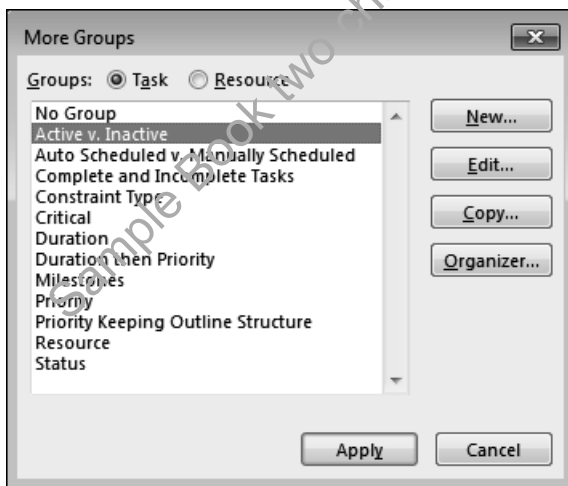 More Groups
Groups: Task Resource
No Group
Active v. Inactive
Auto Scheduled v. Manually Scheduled
Complete and Incomplete Tasks
Constraint Type
Critical
Duration
Duration then Priority
Milestones
Priority
Priority Keeping Outline Structure
Resource
Status
New...
Edit...
Copy...
Organizer...
Apply
Cancel
Sample Book two ch